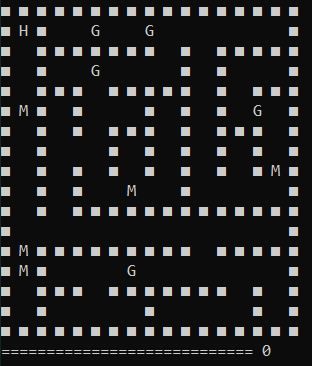 ■ ■ ■ ■ ■ ■ ■ ■ ■ ■ ■ ■ ■ ■ ■ ■ ■
■ H       G     G               ■
■   ■ ■ ■ ■ ■ ■ ■   ■   ■ ■ ■ ■ ■
■   ■     G         ■   ■       ■
■   ■ ■ ■   ■ ■ ■ ■ ■   ■   ■ ■ ■
■ M ■   ■       ■   ■   ■   G   ■
■   ■   ■   ■ ■ ■   ■   ■ ■ ■   ■
■   ■       ■   ■   ■   ■   ■   ■
■   ■   ■   ■   ■   ■   ■   ■ M ■
■   ■   ■     M     ■           ■
■   ■   ■ ■ ■ ■ ■ ■ ■ ■ ■ ■ ■ ■ ■
■                               ■
■ M ■ ■ ■ ■ ■ ■ ■ ■ ■   ■ ■ ■ ■ ■
■ M ■         G                 ■
■   ■ ■ ■   ■ ■ ■ ■ ■ ■ ■   ■   ■
■   ■           ■           ■   ■
■ ■ ■ ■ ■ ■ ■ ■ ■ ■ ■ ■ ■ ■ ■ ■ ■
============================ 0